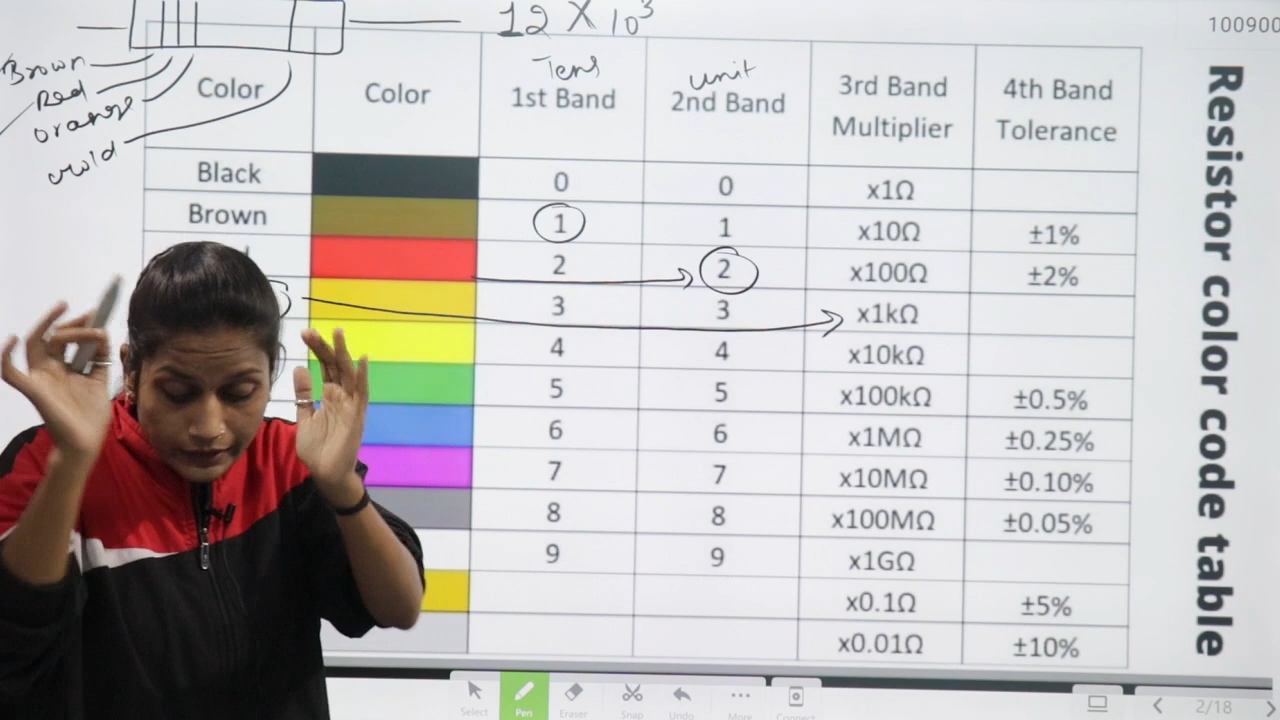 12 X 10³
100900
Brown
Red
Orange
Resistor color code table
Tens
unit
Color Color 1st Band 2nd Band 3rd Band Multiplier 4th Band Tolerance
Black 0 0 x1Ω
Brown 1 1 x10Ω ±1%
2 2 x100Ω ±2%
3 3 x1kΩ
4 4 x10kΩ
5 5 x100kΩ ±0.5%
6 6 x1MΩ ±0.25%
7 7 x10MΩ ±0.10%
8 8 x100MΩ ±0.05%
9 9 x1GΩ
x0.1Ω ±5%
x0.01Ω ±10%
Select Pen Eraser Snap Undo More Connect
2/18